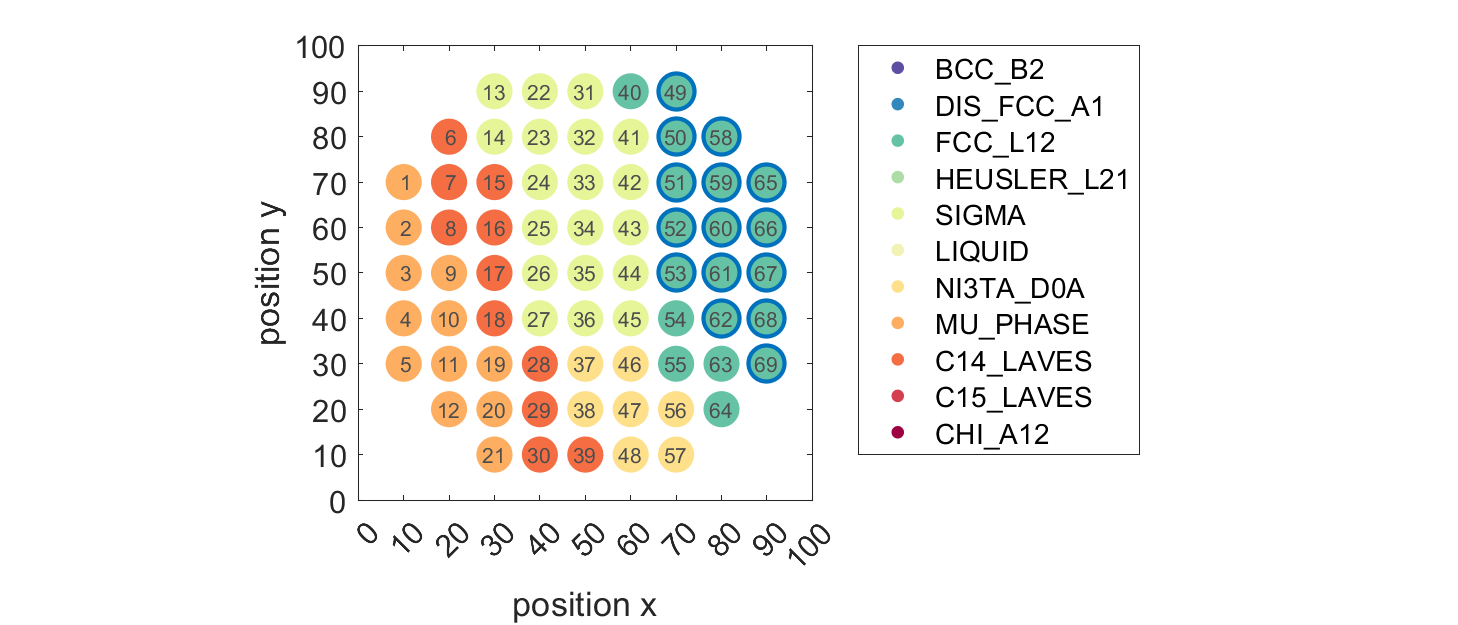 100
90
80
70
60
50
40
30
20
10
0
position y
13 22 31 40 49
6 14 23 32 41 50 58
1 7 15 24 33 42 51 59 65
2 8 16 25 34 43 52 60 66
3 9 17 26 35 44 53 61 67
4 10 18 27 36 45 54 62 68
5 11 19 28 37 46 55 63 69
12 20 29 38 47 56 64
21 30 39 48 57
0 10 20 30 40 50 60 70 80 90 100
position x
BCC_B2
DIS_FCC_A1
FCC_L12
HEUSLER_L21
SIGMA
LIQUID
NI3TA_D0A
MU_PHASE
C14_LAVES
C15_LAVES
CHI_A12